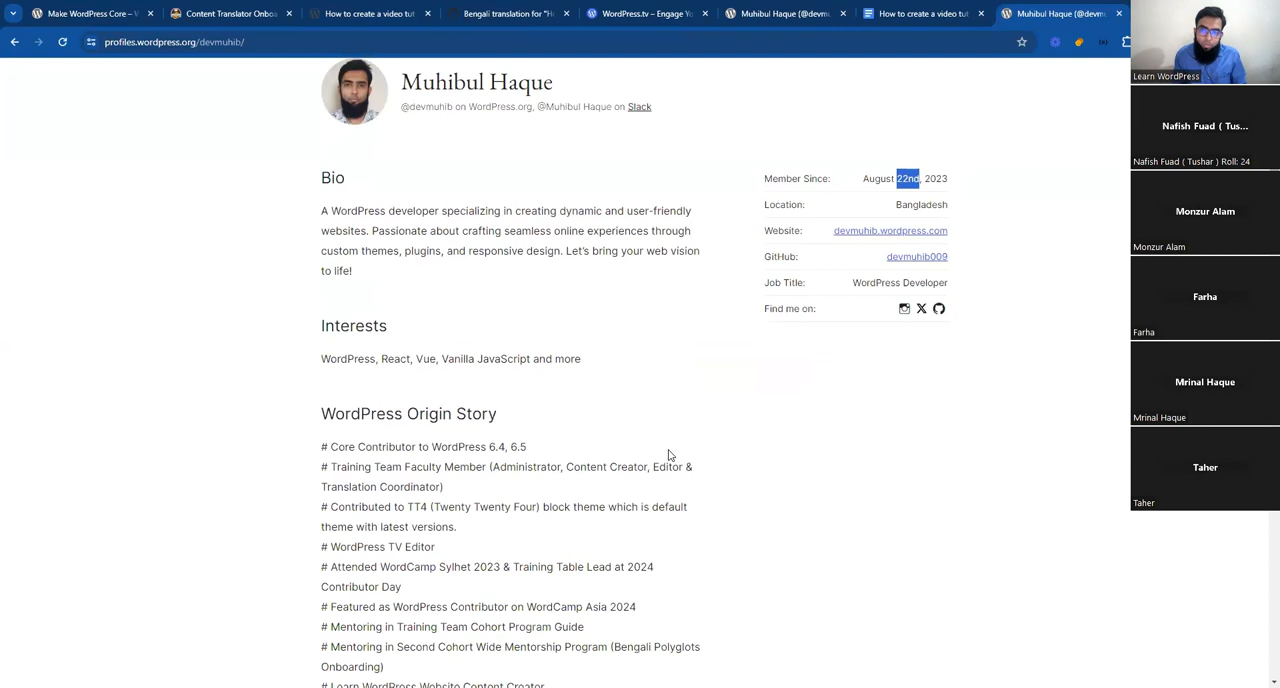 Make WordPress Core –
Content Translator Onbo
How to create a video tut
Bengali translation for "H
WordPress.tv – Engage Yo
Muhibul Haque (@devmu
How to create a video tut
Muhibul Haque (@devmu
profiles.wordpress.org/devmuhib/
Muhibul Haque
@devmuhib on WordPress.org, @Muhibul Haque on Slack
Bio
A WordPress developer specializing in creating dynamic and user-friendly
websites. Passionate about crafting seamless online experiences through
custom themes, plugins, and responsive design. Let's bring your web vision
to life!
Interests
WordPress, React, Vue, Vanilla JavaScript and more
WordPress Origin Story
# Core Contributor to WordPress 6.4, 6.5
# Training Team Faculty Member (Administrator, Content Creator, Editor &
Translation Coordinator)
# Contributed to TT4 (Twenty Twenty Four) block theme which is default
theme with latest versions.
# WordPress TV Editor
# Attended WordCamp Sylhet 2023 & Training Table Lead at 2024
Contributor Day
# Featured as WordPress Contributor on WordCamp Asia 2024
# Mentoring in Training Team Cohort Program Guide
# Mentoring in Second Cohort Wide Mentorship Program (Bengali Polyglots
Onboarding)
# Learn WordPress Website Content Creator
Member Since: August 22nd, 2023
Location: Bangladesh
Website: devmuhib.wordpress.com
GitHub: devmuhib009
Job Title: WordPress Developer
Find me on:
Learn WordPress
Nafish Fuad ( Tus...
Nafish Fuad ( Tushar ) Roll: 24
Monzur Alam
Monzur Alam
Farha
Farha
Mrinal Haque
Mrinal Haque
Taher
Taher